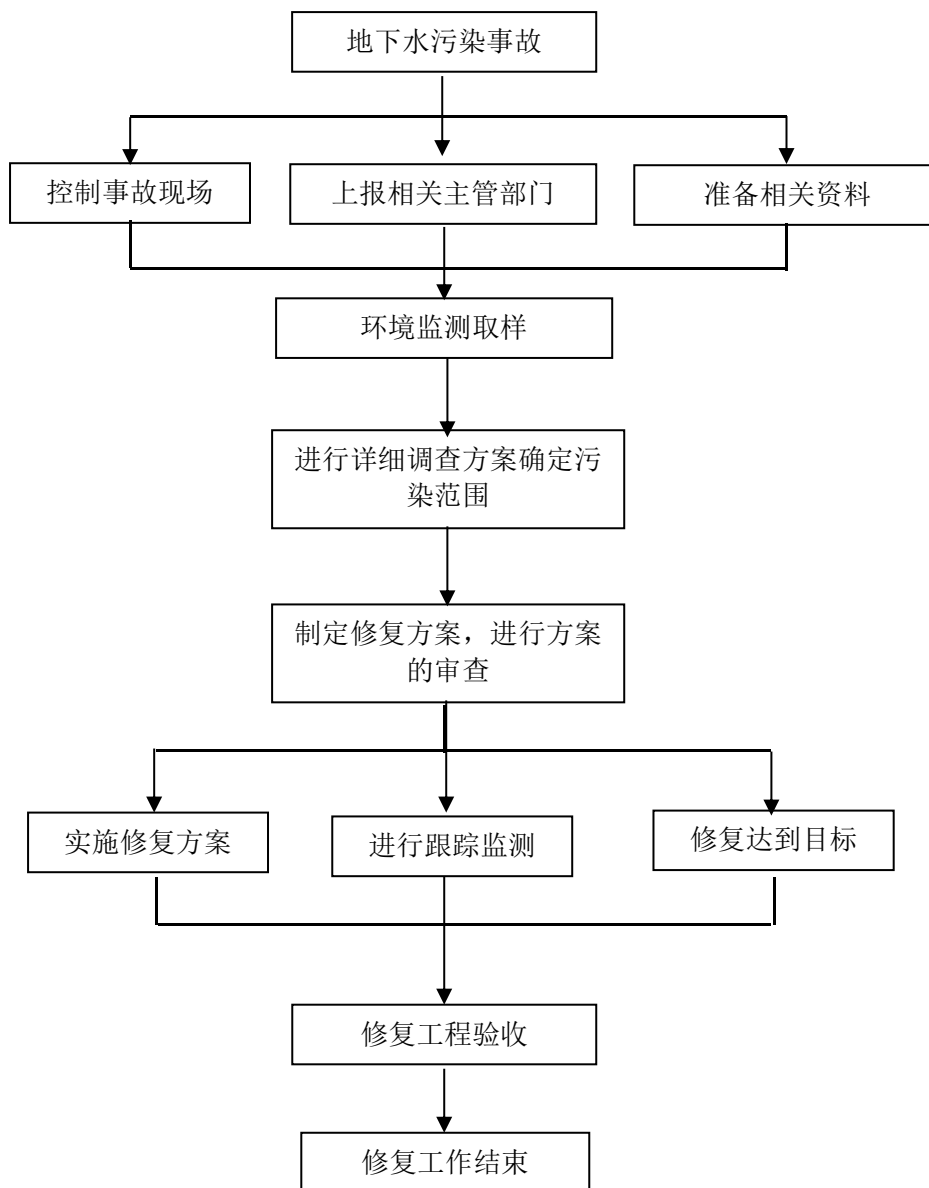 地下水污染事故
控制事故现场
上报相关主管部门
准备相关资料
环境监测取样
进行详细调查方案确定污
染范围
制定修复方案，进行方案
的审查
实施修复方案
进行跟踪监测
修复达到目标
修复工程验收
修复工作结束